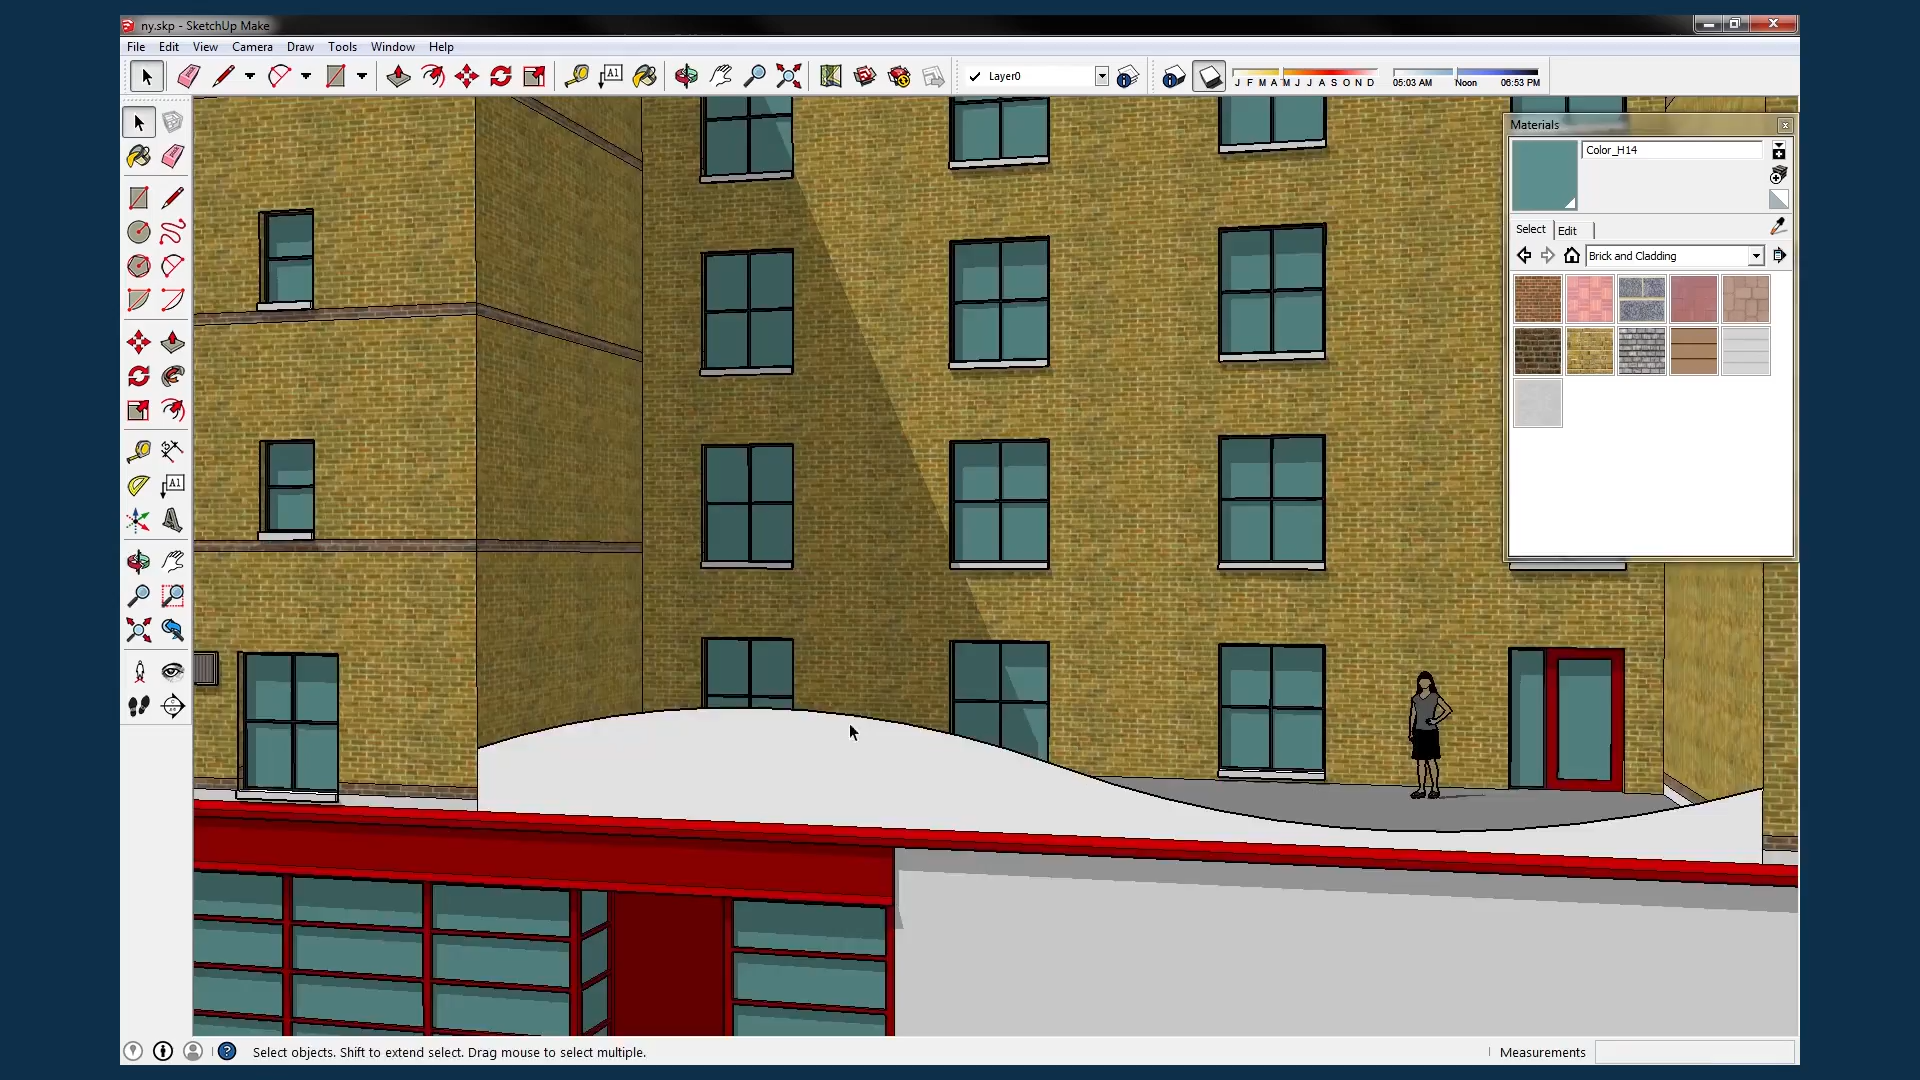 ny.skp - SketchUp Make
File Edit View Camera Draw Tools Window Help
A1
Layer0
J F M A M J J A S O N D
05:03 AM Noon 06:53 PM
Materials
Color_H14
Select Edit
Brick and Cladding
A1
Select objects. Shift to extend select. Drag mouse to select multiple.
Measurements